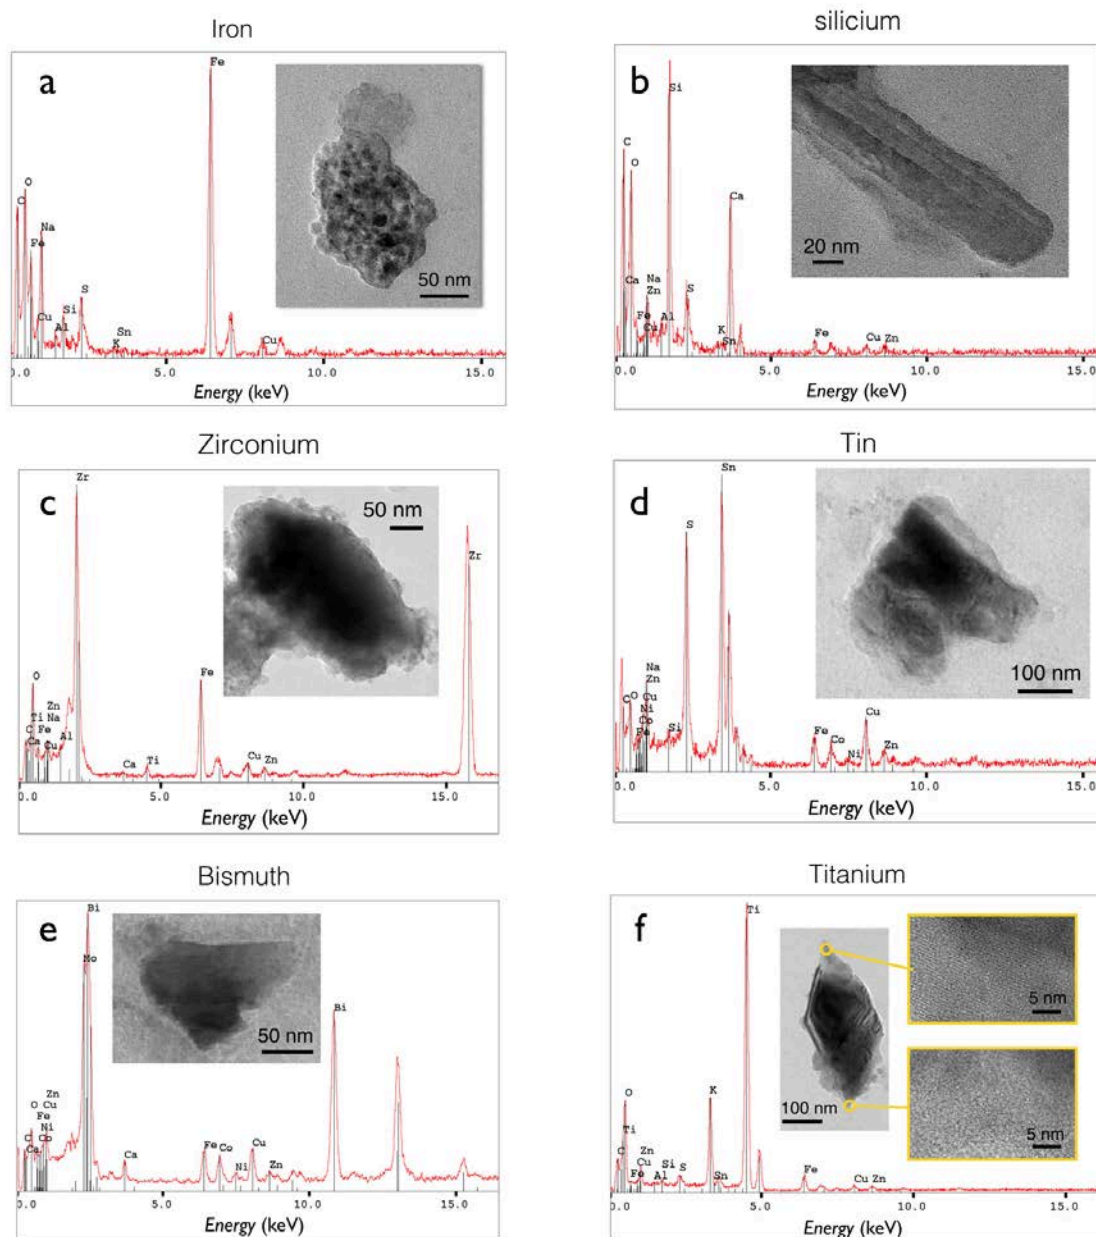 Iron
a
Fe
O
C
Fe
Na
Cu
Al
Si
S
K
Sn
Cu
50 nm
0.0 5.0 10.0 15.0
Energy (keV)
silicium
b
Si
C
O
Ca
Ca
Na
Zn
Fe
Cu
Al
S
K
Sn
Fe
Cu
Zn
20 nm
.0 5.0 10.0 15.0
Energy (keV)
Zirconium
c
Zr
50 nm
Zr
O
Fe
Zn
Ti
Na
C
Fe
Ca
Cu
Al
Ca
Ti
Cu
Zn
0.0 5.0 10.0 15.0
Energy (keV)
Tin
d
Sn
S
Na
Zn
C
O
Cu
Ni
Co
Fe
Si
Fe
Co
Ni
Cu
Zn
100 nm
0.0 5.0 10.0 15.0
Energy (keV)
Bismuth
e
Bi
Mo
Bi
50 nm
Zn
O
Cu
Fe
Ni
C
Co
Ca
Ca
Fe
Co
Ni
Cu
Zn
0.0 5.0 10.0 15.0
Energy (keV)
Titanium
f
Ti
5 nm
K
O
Ti
100 nm
5 nm
C
Zn
Cu
Fe
Al
Si
S
Sn
Fe
Cu
Zn
0.0 5.0 10.0 15.0
Energy (keV)